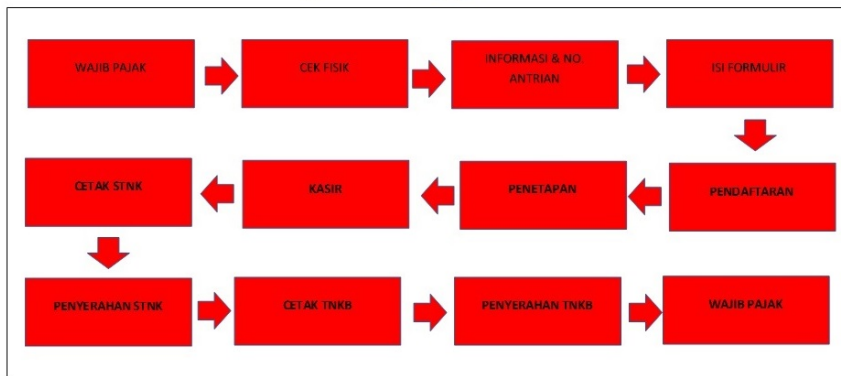 WAJIB PAJAK
CEK FISIK
INFORMASI & NO.
ANTRIAN
ISI FORMULIR
PENDAFTARAN
PENETAPAN
KASIR
CETAK STNK
PENYERAHAN STNK
CETAK TNKB
PENYERAHAN TNKB
WAJIB PAJAK